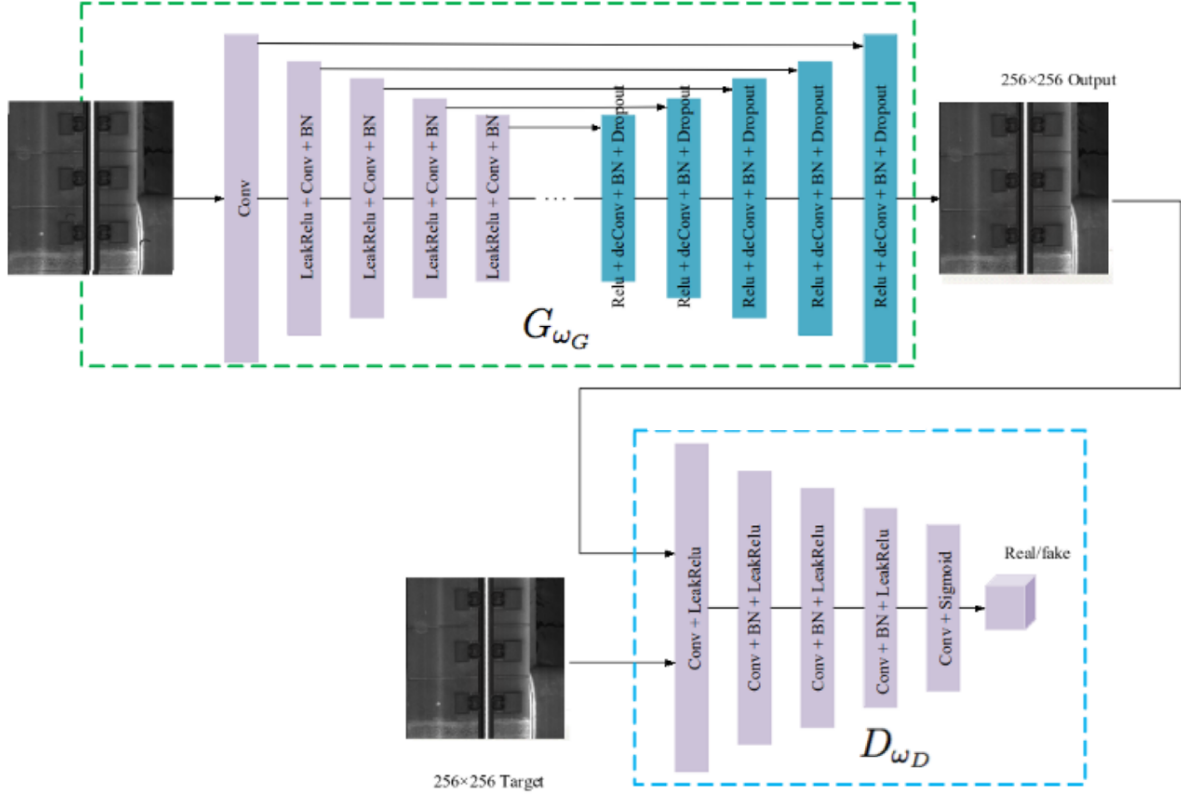 256×256 Output
Conv
LeakRelu + Conv + BN
LeakRelu + Conv + BN
LeakRelu + Conv + BN
LeakRelu + Conv + BN
...
Relu + deConv + BN + Dropout
Relu + deConv + BN + Dropout
Relu + deConv + BN + Dropout
Relu + deConv + BN + Dropout
Relu + deConv + BN + Dropout
G_{ω_G}
Conv + LeakRelu
Conv + BN + LeakRelu
Conv + BN + LeakRelu
Conv + BN + LeakRelu
Conv + Sigmoid
Real/fake
D_{ω_D}
256×256 Target